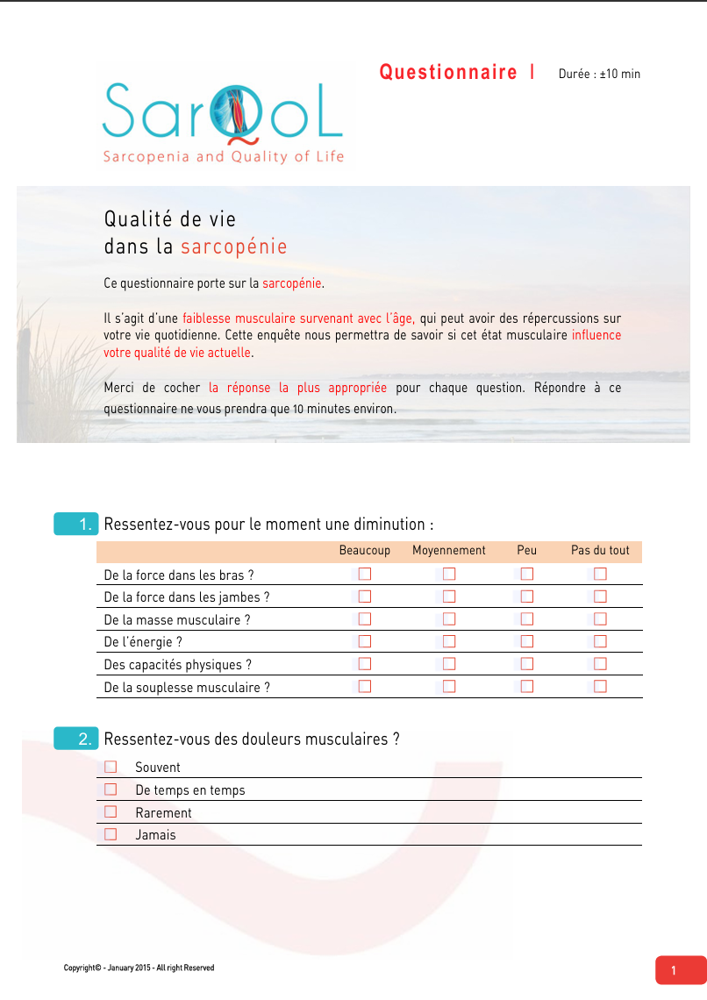 Questionnaire | Durée : ±10 min
SarQoL
Sarcopenia and Quality of Life
Qualité de vie
dans la sarcopénie
Ce questionnaire porte sur la sarcopénie.
Il s'agit d'une faiblesse musculaire survenant avec l'âge, qui peut avoir des répercussions sur
votre vie quotidienne. Cette enquête nous permettra de savoir si cet état musculaire influence
votre qualité de vie actuelle.
Merci de cocher la réponse la plus appropriée pour chaque question. Répondre à ce
questionnaire ne vous prendra que 10 minutes environ.
1. Ressentez-vous pour le moment une diminution :
Beaucoup Moyennement Peu Pas du tout
De la force dans les bras ?
De la force dans les jambes ?
De la masse musculaire ?
De l'énergie ?
Des capacités physiques ?
De la souplesse musculaire ?
2. Ressentez-vous des douleurs musculaires ?
Souvent
De temps en temps
Rarement
Jamais
Copyright© - January 2015 - All right Reserved
1